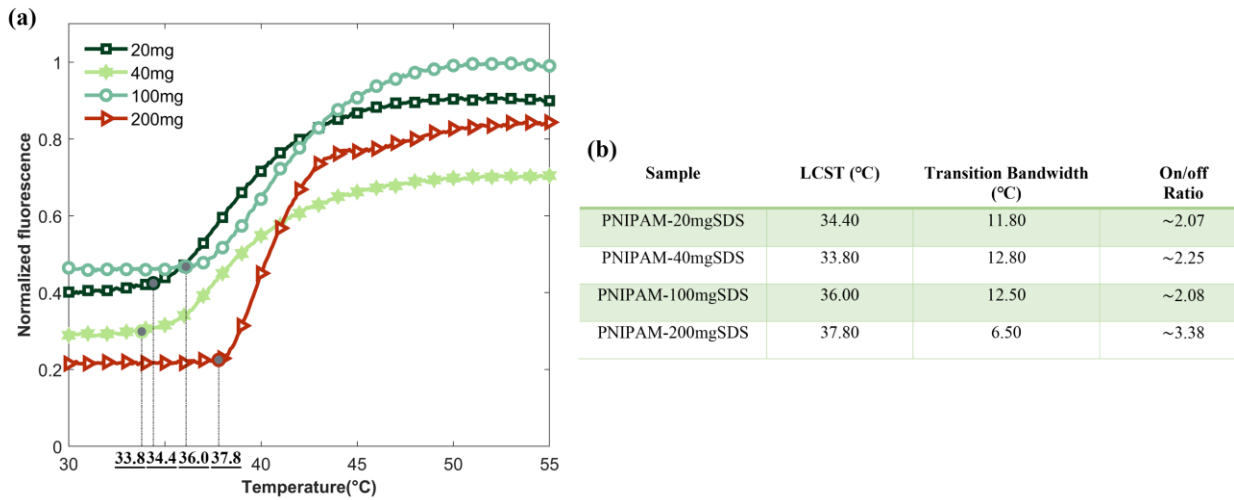 (a)
20mg
40mg
100mg
200mg
Normalized fluorescence
1
0.8
0.6
0.4
0.2
0
30
33.8 34.4 36.0 37.8
40
45
50
55
Temperature(°C)
(b)
Sample LCST (°C) Transition Bandwidth On/off
(°C) Ratio
PNIPAM-20mgSDS 34.40 11.80 ~2.07
PNIPAM-40mgSDS 33.80 12.80 ~2.25
PNIPAM-100mgSDS 36.00 12.50 ~2.08
PNIPAM-200mgSDS 37.80 6.50 ~3.38